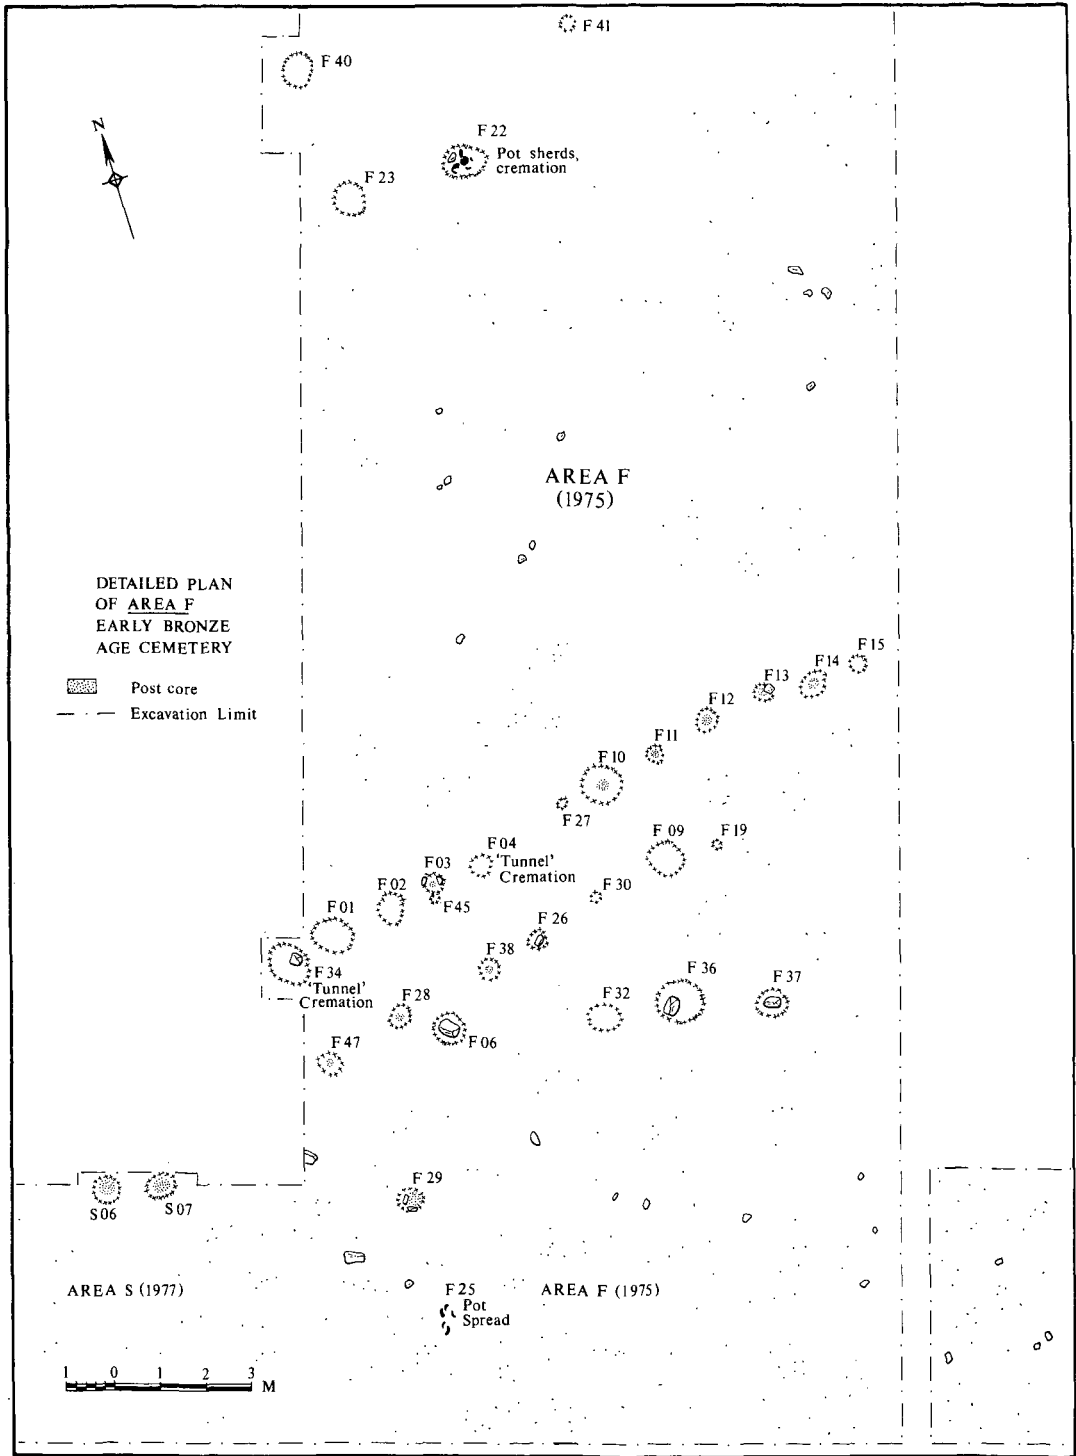 F 41
F 40
N
F 22
Pot sherds,
cremation
F 23
AREA F
(1975)
DETAILED PLAN
OF AREA F
EARLY BRONZE
AGE CEMETERY
Post core
Excavation Limit
F 15
F 14
F 13
F 12
F 11
F 10
F 27
F 09
F 19
F 04
'Tunnel'
Cremation
F 03
F 02
F 45
F 30
F 01
F 26
F 38
F 34
'Tunnel'
Cremation
F 36
F 37
F 28
F 32
F 06
F 47
F 29
S 06
S 07
AREA S (1977)
F 25
Pot
Spread
AREA F (1975)
1 0 1 2 3
M